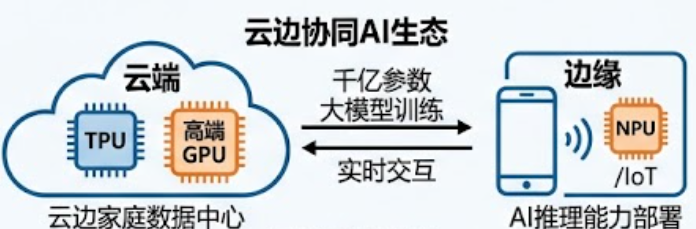 云边协同AI生态
云端
TPU
高端
GPU
云边家庭数据中心
千亿参数
大模型训练
实时交互
边缘
NPU
/IoT
AI推理能力部署